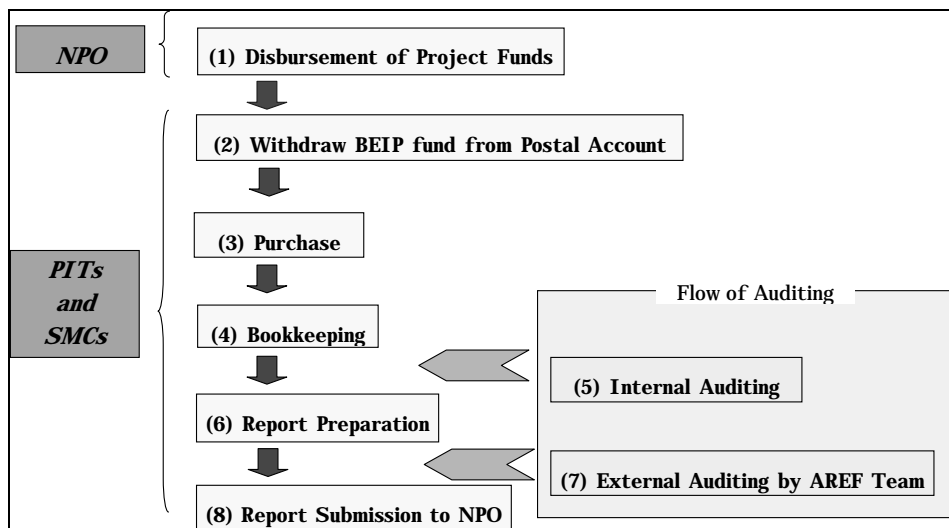 NPO
(1) Disbursement of Project Funds
(2) Withdraw BEIP fund from Postal Account
(3) Purchase
PITs
and
SMCs
Flow of Auditing
(4) Bookkeeping
(5) Internal Auditing
(6) Report Preparation
(7) External Auditing by AREF Team
(8) Report Submission to NPO